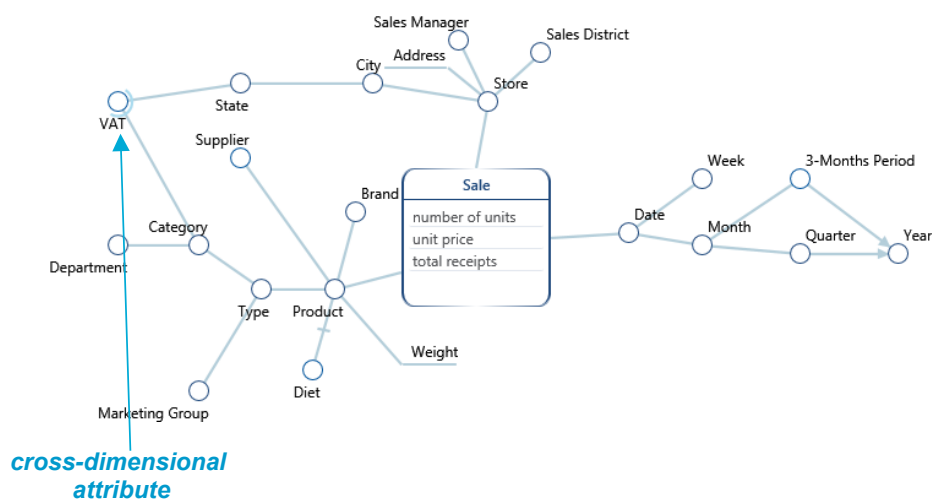 Sales Manager
Sales District
Address
City
Store
State
VAT
Supplier
Week
3-Months Period
Sale
Brand
number of units
Date
Month
Category
unit price
Quarter
Year
Department
total receipts
Type
Product
Weight
Diet
Marketing Group
cross-dimensional
attribute